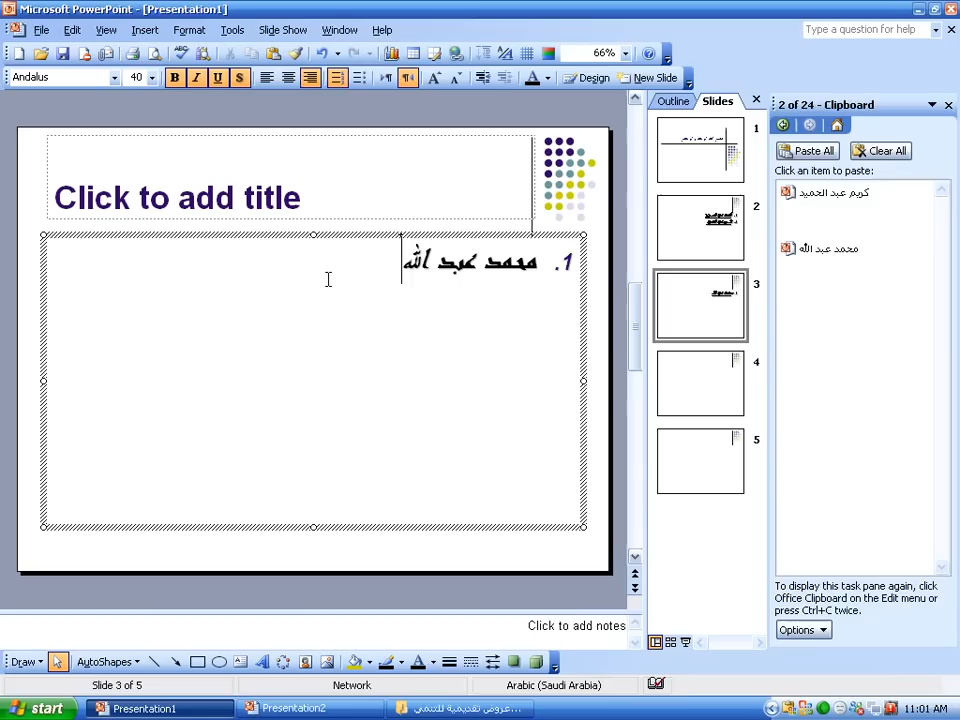 Microsoft PowerPoint - [Presentation1]
File Edit View Insert Format Tools Slide Show Window Help
Type a question for help
66%
Andalus 40 B I U S A Design New Slide
Outline Slides
2 of 24 - Clipboard
Paste All Clear All
Click an item to paste:
كريم عبد الحميد
محمد عبد الله
Click to add title
1. محمد عبد الله
1
2
3
4
5
To display this task pane again, click
Office Clipboard on the Edit menu or
press Ctrl+C twice.
Options
Click to add notes
Draw AutoShapes
Slide 3 of 5 Network Arabic (Saudi Arabia)
start Presentation1 Presentation2 عروض تقديمية للتنمي... 11:01 AM